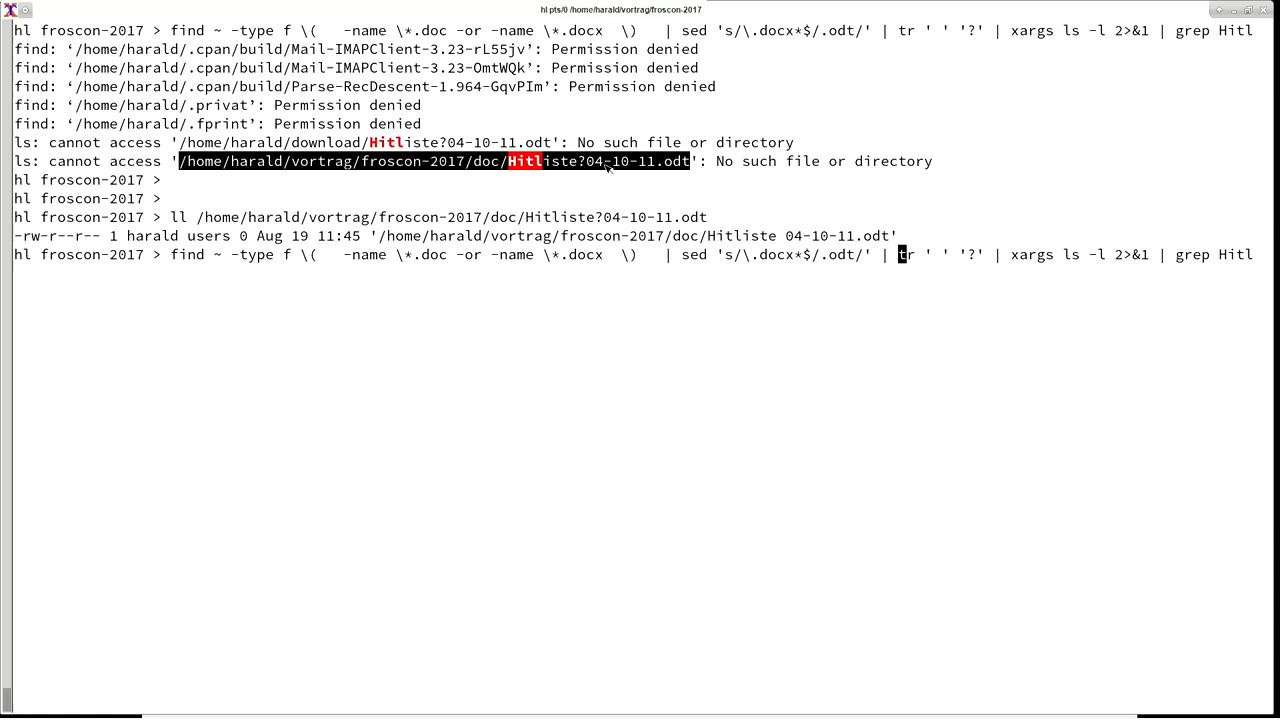 hl pts/0 /home/harald/vortrag/froscon-2017
hl froscon-2017 > find ~ -type f \(   -name \*.doc -or -name \*.docx  \)   | sed 's/\.docx*$/.odt/' | tr ' ' '?' | xargs ls -l 2>&1 | grep Hitl
find: ‘/home/harald/.cpan/build/Mail-IMAPClient-3.23-rL55jv’: Permission denied
find: ‘/home/harald/.cpan/build/Mail-IMAPClient-3.23-OmtWQk’: Permission denied
find: ‘/home/harald/.cpan/build/Parse-RecDescent-1.964-GqvPIm’: Permission denied
find: ‘/home/harald/.privat’: Permission denied
find: ‘/home/harald/.fprint’: Permission denied
ls: cannot access '/home/harald/download/Hitliste?04-10-11.odt': No such file or directory
ls: cannot access '/home/harald/vortrag/froscon-2017/doc/Hitliste?04-10-11.odt': No such file or directory
hl froscon-2017 >
hl froscon-2017 >
hl froscon-2017 > ll /home/harald/vortrag/froscon-2017/doc/Hitliste?04-10-11.odt
-rw-r--r-- 1 harald users 0 Aug 19 11:45 '/home/harald/vortrag/froscon-2017/doc/Hitliste 04-10-11.odt'
hl froscon-2017 > find ~ -type f \(   -name \*.doc -or -name \*.docx  \)   | sed 's/\.docx*$/.odt/' | tr ' ' '?' | xargs ls -l 2>&1 | grep Hitl